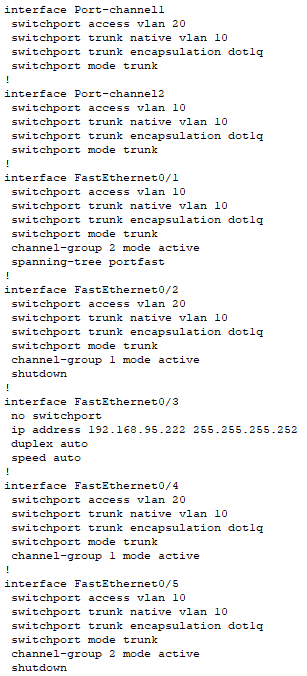 interface Port-channel1
switchport access vlan 20
switchport trunk native vlan 10
switchport trunk encapsulation dot1q
switchport mode trunk
!
interface Port-channel2
switchport access vlan 10
switchport trunk native vlan 10
switchport trunk encapsulation dot1q
switchport mode trunk
!
interface FastEthernet0/1
switchport access vlan 10
switchport trunk native vlan 10
switchport trunk encapsulation dot1q
switchport mode trunk
channel-group 2 mode active
spanning-tree portfast
!
interface FastEthernet0/2
switchport access vlan 20
switchport trunk native vlan 10
switchport trunk encapsulation dot1q
switchport mode trunk
channel-group 1 mode active
shutdown
!
interface FastEthernet0/3
no switchport
ip address 192.168.95.222 255.255.255.252
duplex auto
speed auto
!
interface FastEthernet0/4
switchport access vlan 20
switchport trunk native vlan 10
switchport trunk encapsulation dot1q
switchport mode trunk
channel-group 1 mode active
!
interface FastEthernet0/5
switchport access vlan 10
switchport trunk native vlan 10
switchport trunk encapsulation dot1q
switchport mode trunk
channel-group 2 mode active
shutdown